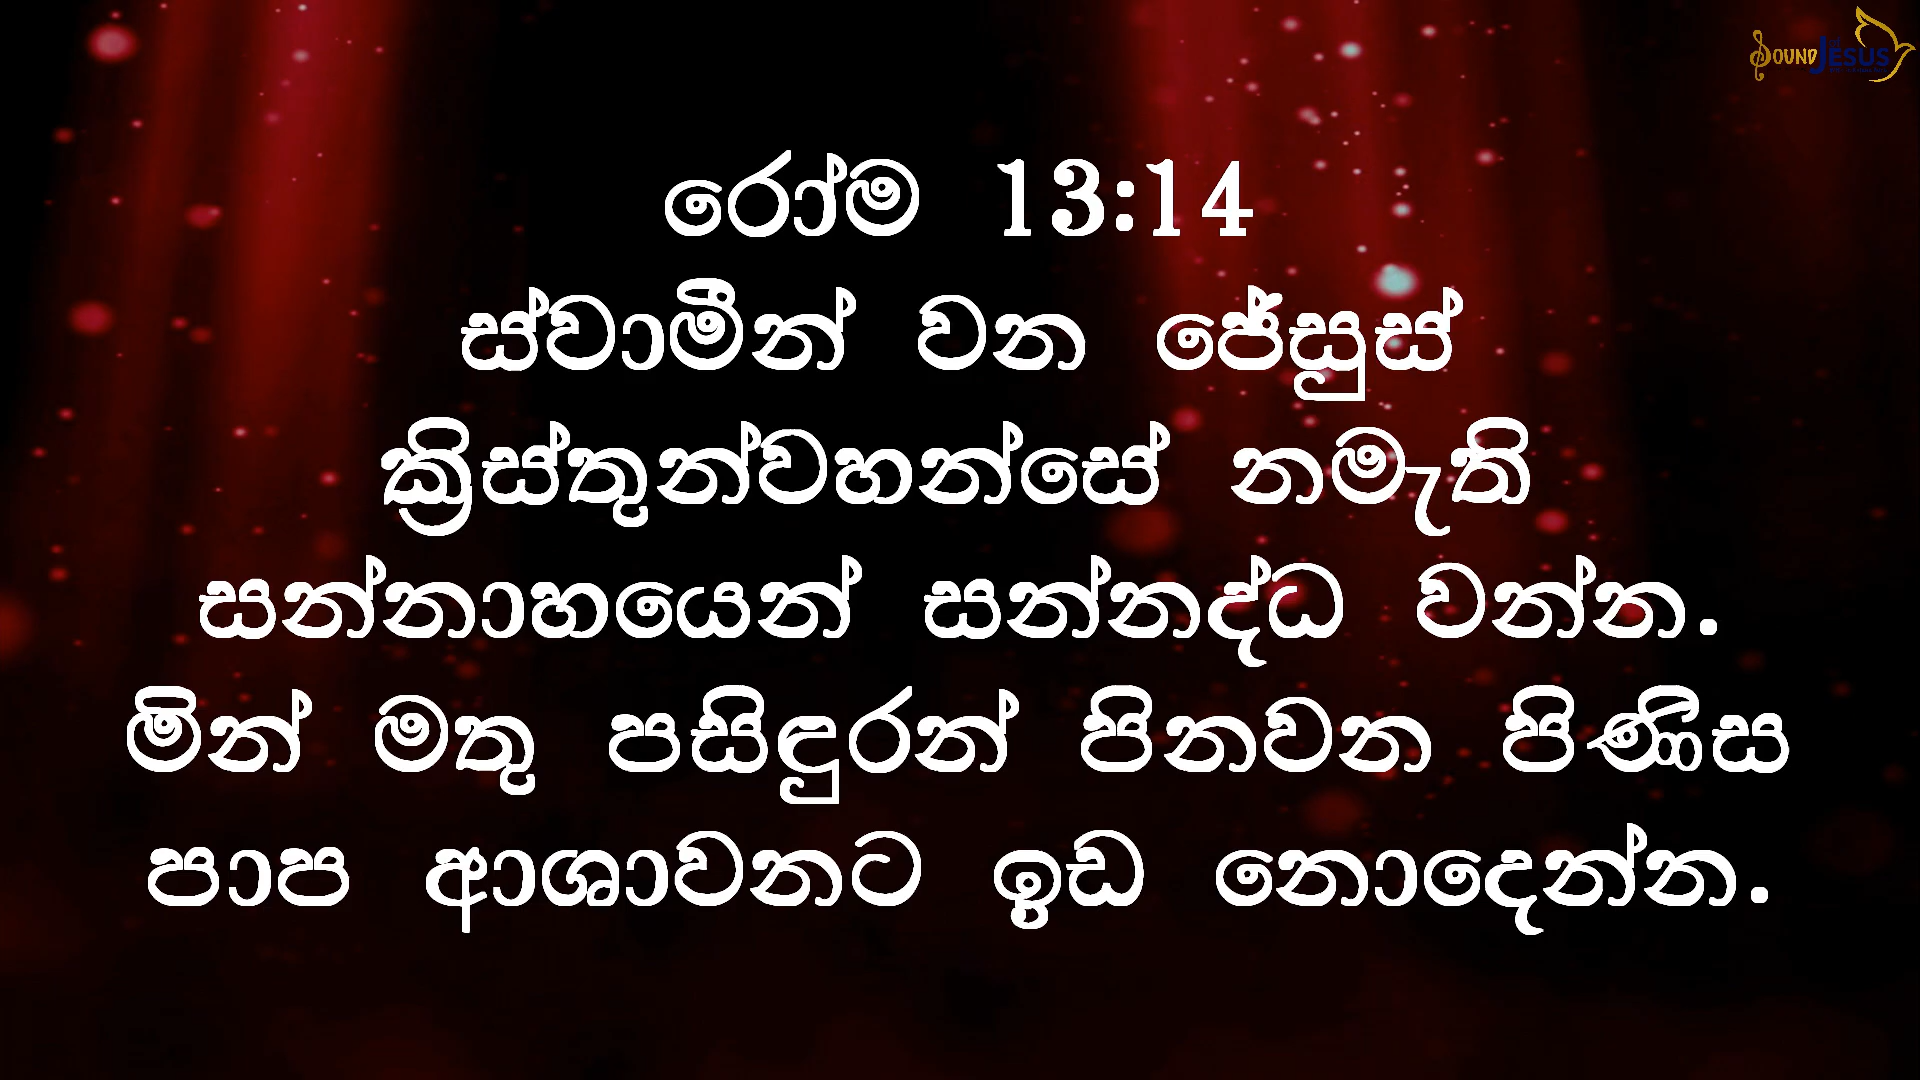 SOUND of JESUS
රෝම 13:14
ස්වාමීන් වන ජේසුස්
ක්‍රිස්තුන්වහන්සේ නමැති
සන්නාහයෙන් සන්නද්ධ වන්න.
මින් මතු පසිඳුරන් පිනවන පිණිස
පාප ආශාවනට ඉඩ නොදෙන්න.